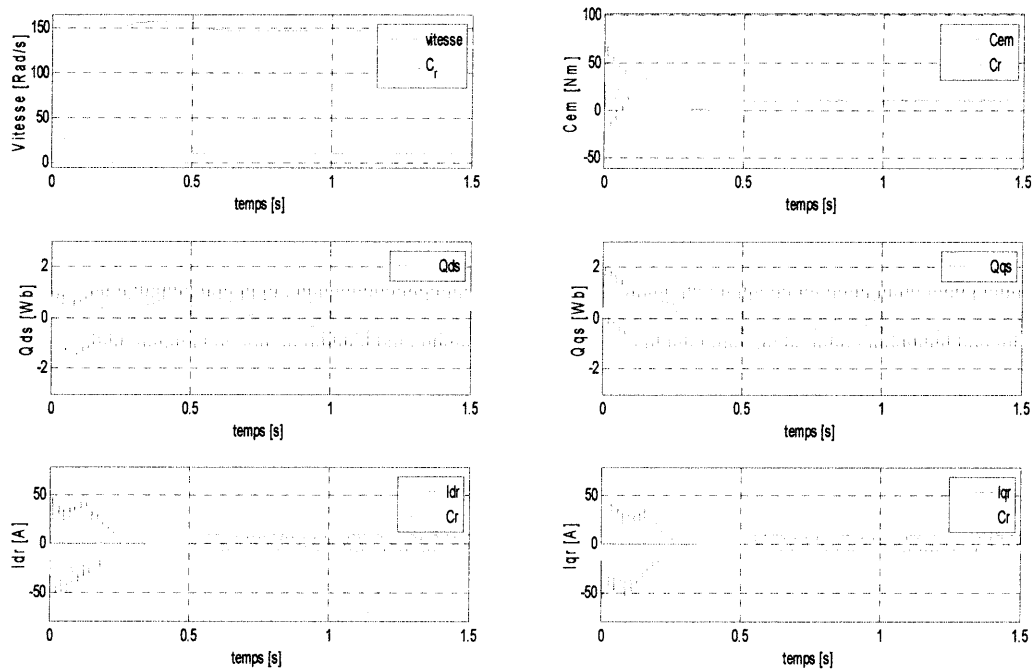 Vitesse [Rad/s]
150
100
50
0
vitesse
C_r
0
0.5
1
1.5
temps [s]
Cem [Nm]
100
50
0
-50
Cem
Cr
0
0.5
1
1.5
temps [s]
Qds [Wb]
2
0
-2
Qds
0
0.5
1
1.5
temps [s]
Qqs [Wb]
2
0
-2
Qqs
0
0.5
1
1.5
temps [s]
Idr [A]
50
0
-50
Idr
Cr
0
0.5
1
1.5
temps [s]
Iqr [A]
50
0
-50
Iqr
Cr
0
0.5
1
1.5
temps [s]